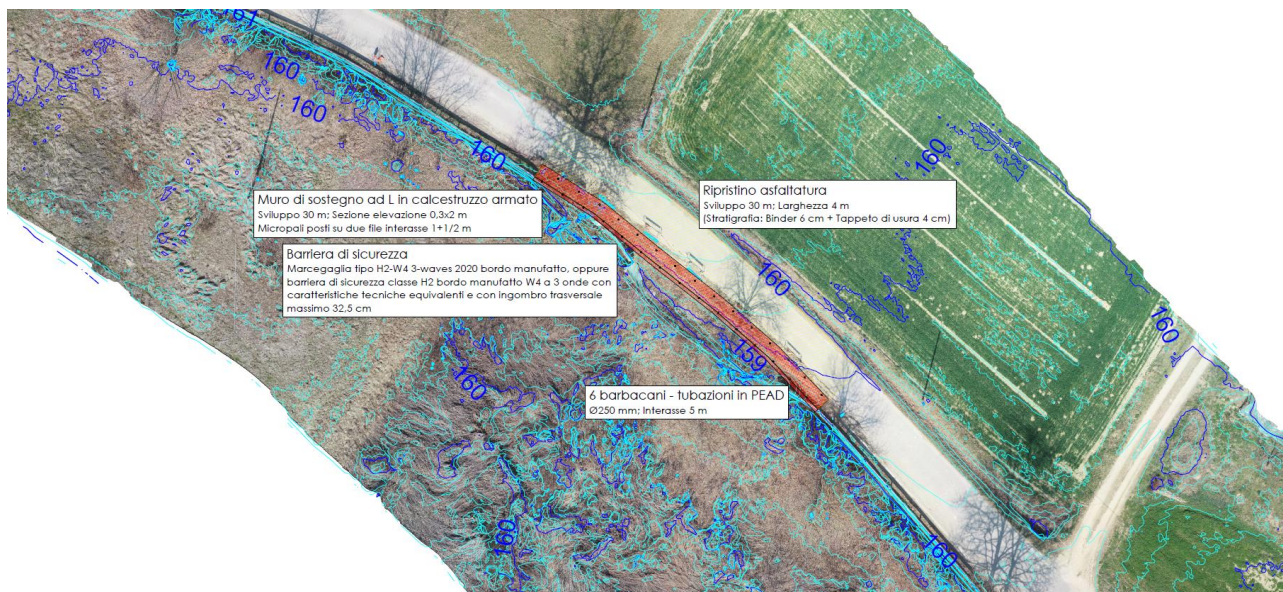 161
160
160
160
160
Muro di sostegno ad L in calcestruzzo armato
Sviluppo 30 m; Sezione elevazione 0,3x2 m
Micropali posti su due file interasse 1+1/2 m
Ripristino asfaltatura
Sviluppo 30 m; Larghezza 4 m
(Stratigrafia: Binder 6 cm + Tappeto di usura 4 cm)
Barriera di sicurezza
Marcegaglia tipo H2-W4 3-waves 2020 bordo manufatto, oppure
barriera di sicurezza classe H2 bordo manufatto W4 a 3 onde con
caratteristiche tecniche equivalenti e con ingombro trasversale
massimo 32,5 cm
160
160
159
160
6 barbacani - tubazioni in PEAD
Ø250 mm; Interasse 5 m
160
160